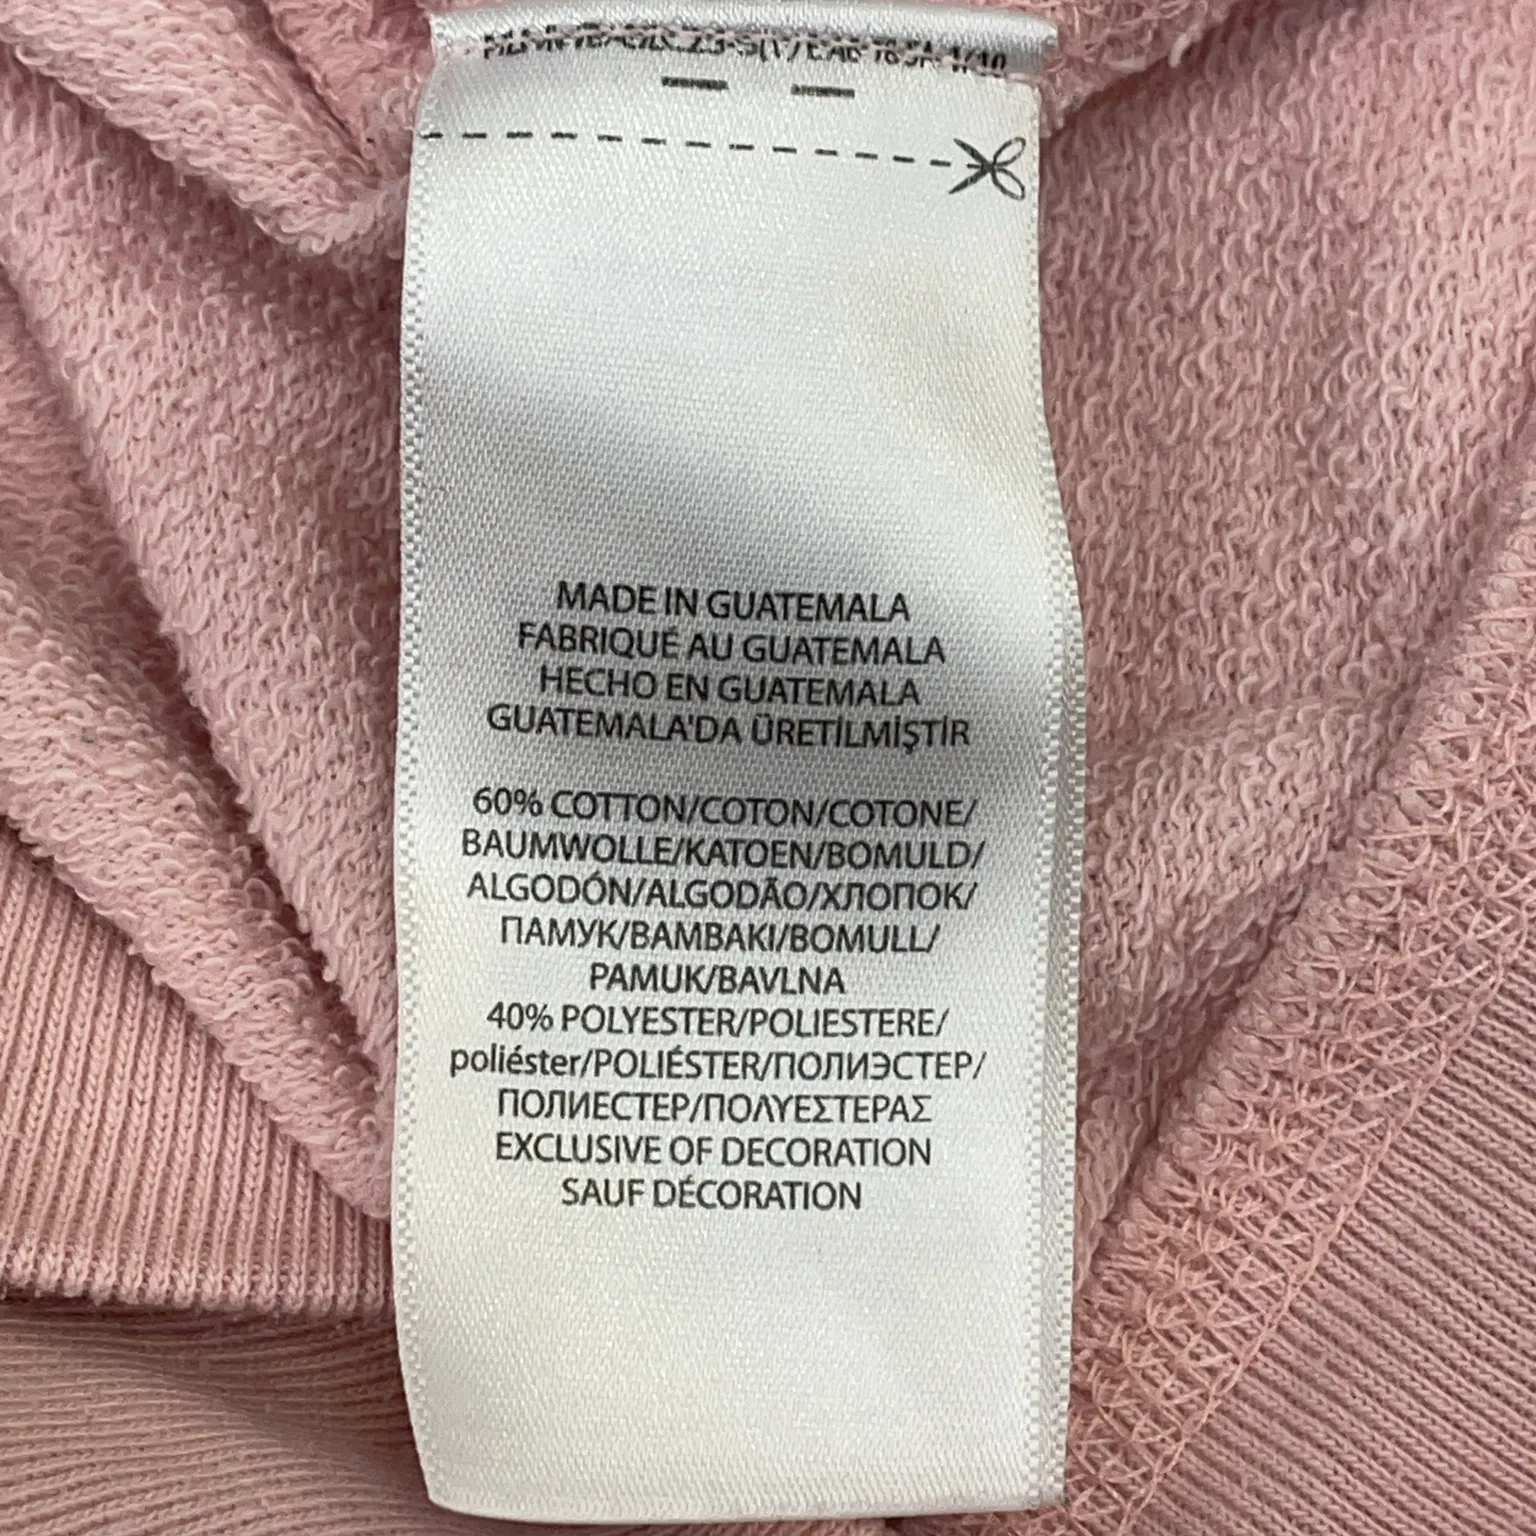 MADE IN GUATEMALA
FABRIQUÉ AU GUATEMALA
HECHO EN GUATEMALA
GUATEMALA'DA ÜRETİLMİŞTİR
60% COTTON/COTON/COTONE/
BAUMWOLLE/KATOEN/BOMULD/
ALGODÓN/ALGODÃO/ХЛОПОК/
ПАМУК/BAMBAKI/BOMULL/
PAMUK/BAVLNA
40% POLYESTER/POLIESTERE/
poliéster/POLIÉSTER/ПОЛИЭСТЕР/
ПОЛИЕСТЕР/ΠΟΛΥΕΣΤΕΡΑΣ
EXCLUSIVE OF DECORATION
SAUF DÉCORATION